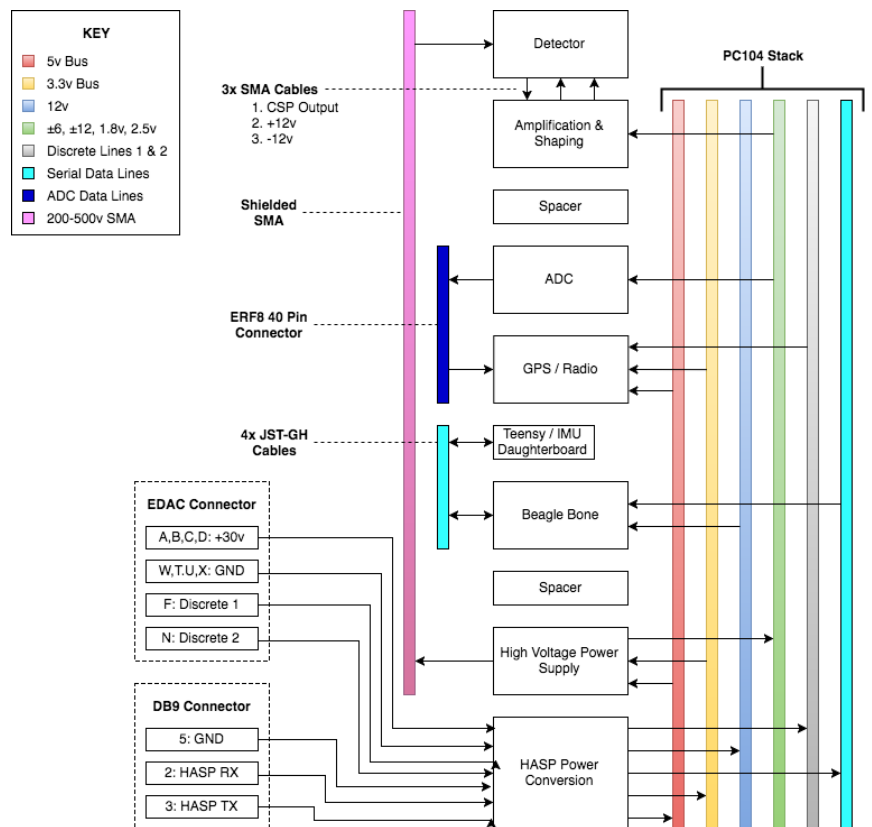 KEY
5v Bus
3.3v Bus
12v
±6, ±12, 1.8v, 2.5v
Discrete Lines 1 & 2
Serial Data Lines
ADC Data Lines
200-500v SMA
3x SMA Cables
1. CSP Output
2. +12v
3. -12v
Shielded
SMA
ERF8 40 Pin
Connector
4x JST-GH
Cables
EDAC Connector
A,B,C,D: +30v
W,T.U,X: GND
F: Discrete 1
N: Discrete 2
DB9 Connector
5: GND
2: HASP RX
3: HASP TX
Detector
Amplification &
Shaping
Spacer
ADC
GPS / Radio
Teensy / IMU
Daughterboard
Beagle Bone
Spacer
High Voltage Power
Supply
HASP Power
Conversion
PC104 Stack